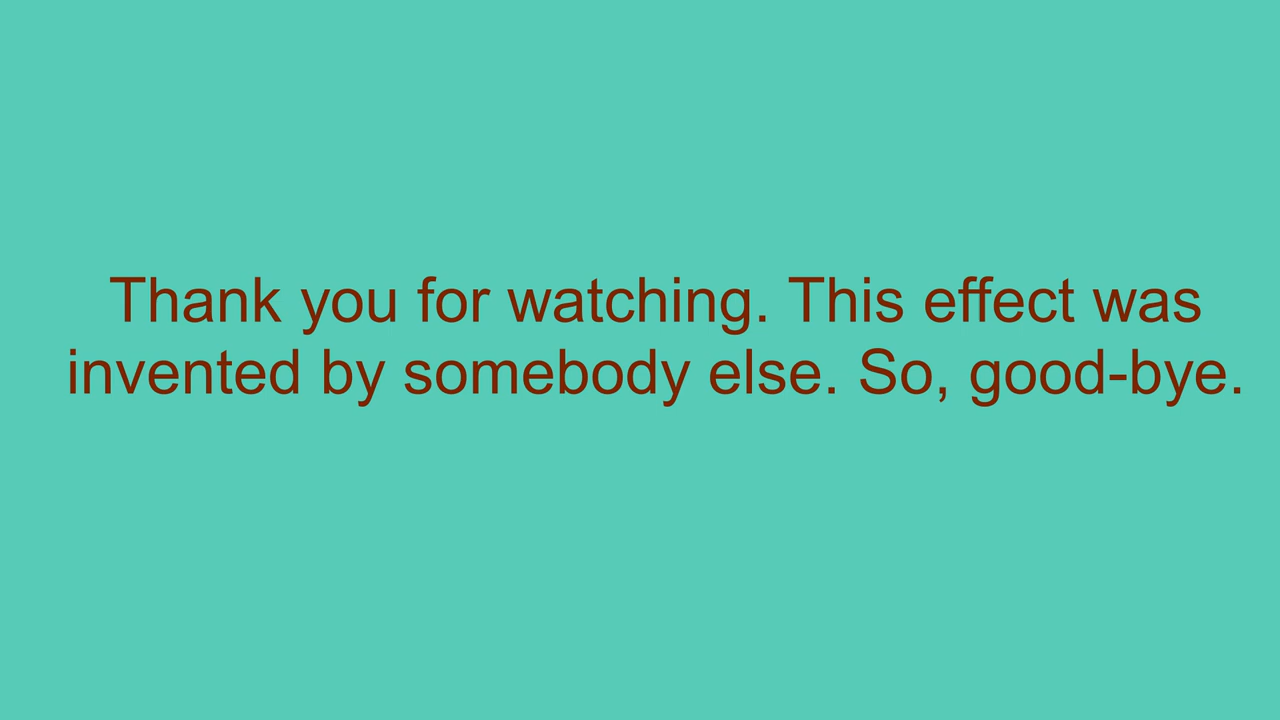 Thank you for watching. This effect was
invented by somebody else. So, good-bye.